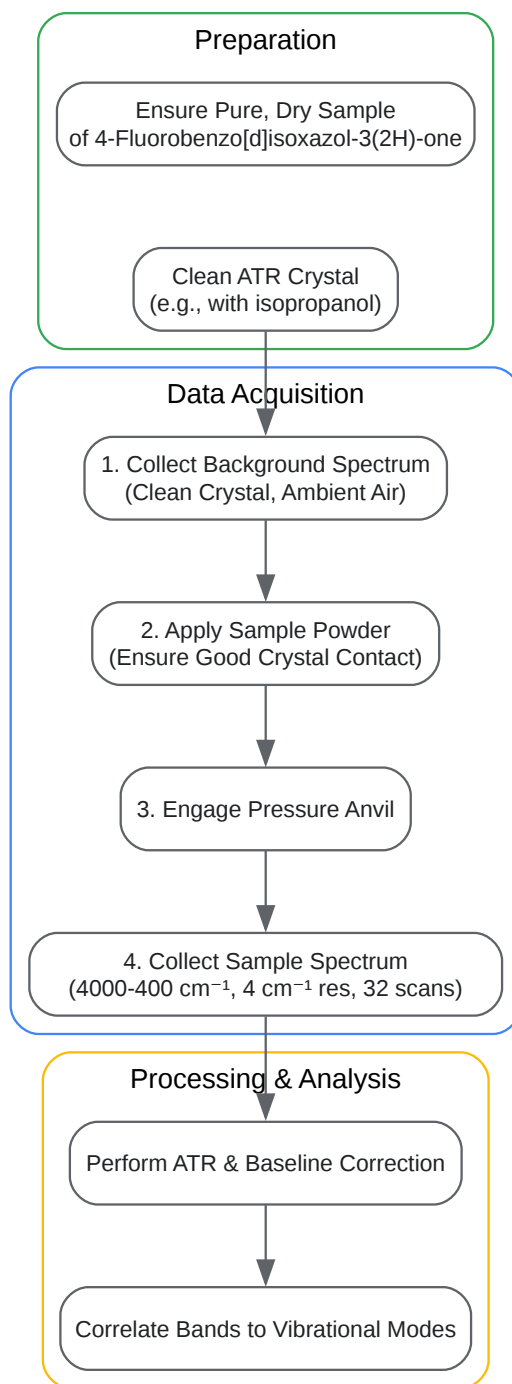 Preparation
Ensure Pure, Dry Sample
of 4-Fluorobenzo[d]isoxazol-3(2H)-one
Clean ATR Crystal
(e.g., with isopropanol)
Data Acquisition
1. Collect Background Spectrum
(Clean Crystal, Ambient Air)
2. Apply Sample Powder
(Ensure Good Crystal Contact)
3. Engage Pressure Anvil
4. Collect Sample Spectrum
(4000-400 cm⁻¹, 4 cm⁻¹ res, 32 scans)
Processing & Analysis
Perform ATR & Baseline Correction
Correlate Bands to Vibrational Modes